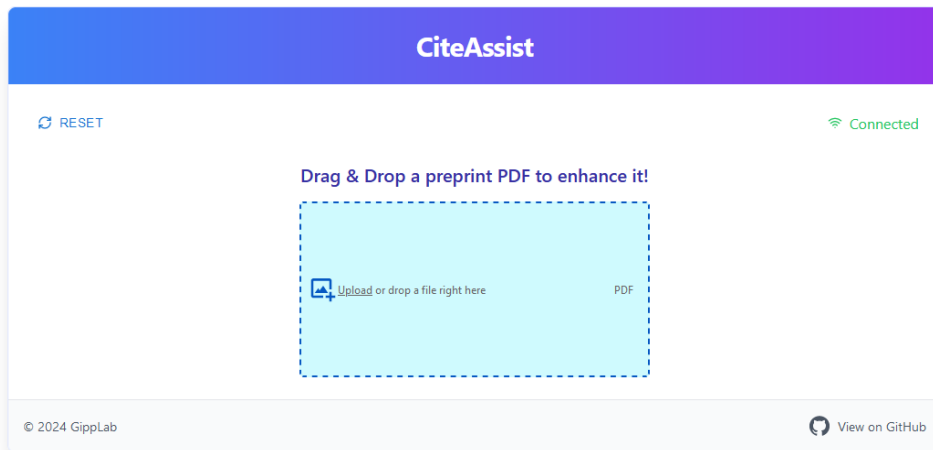 CiteAssist
RESET
Connected
Drag & Drop a preprint PDF to enhance it!
Upload or drop a file right here
PDF
© 2024 GippLab
View on GitHub